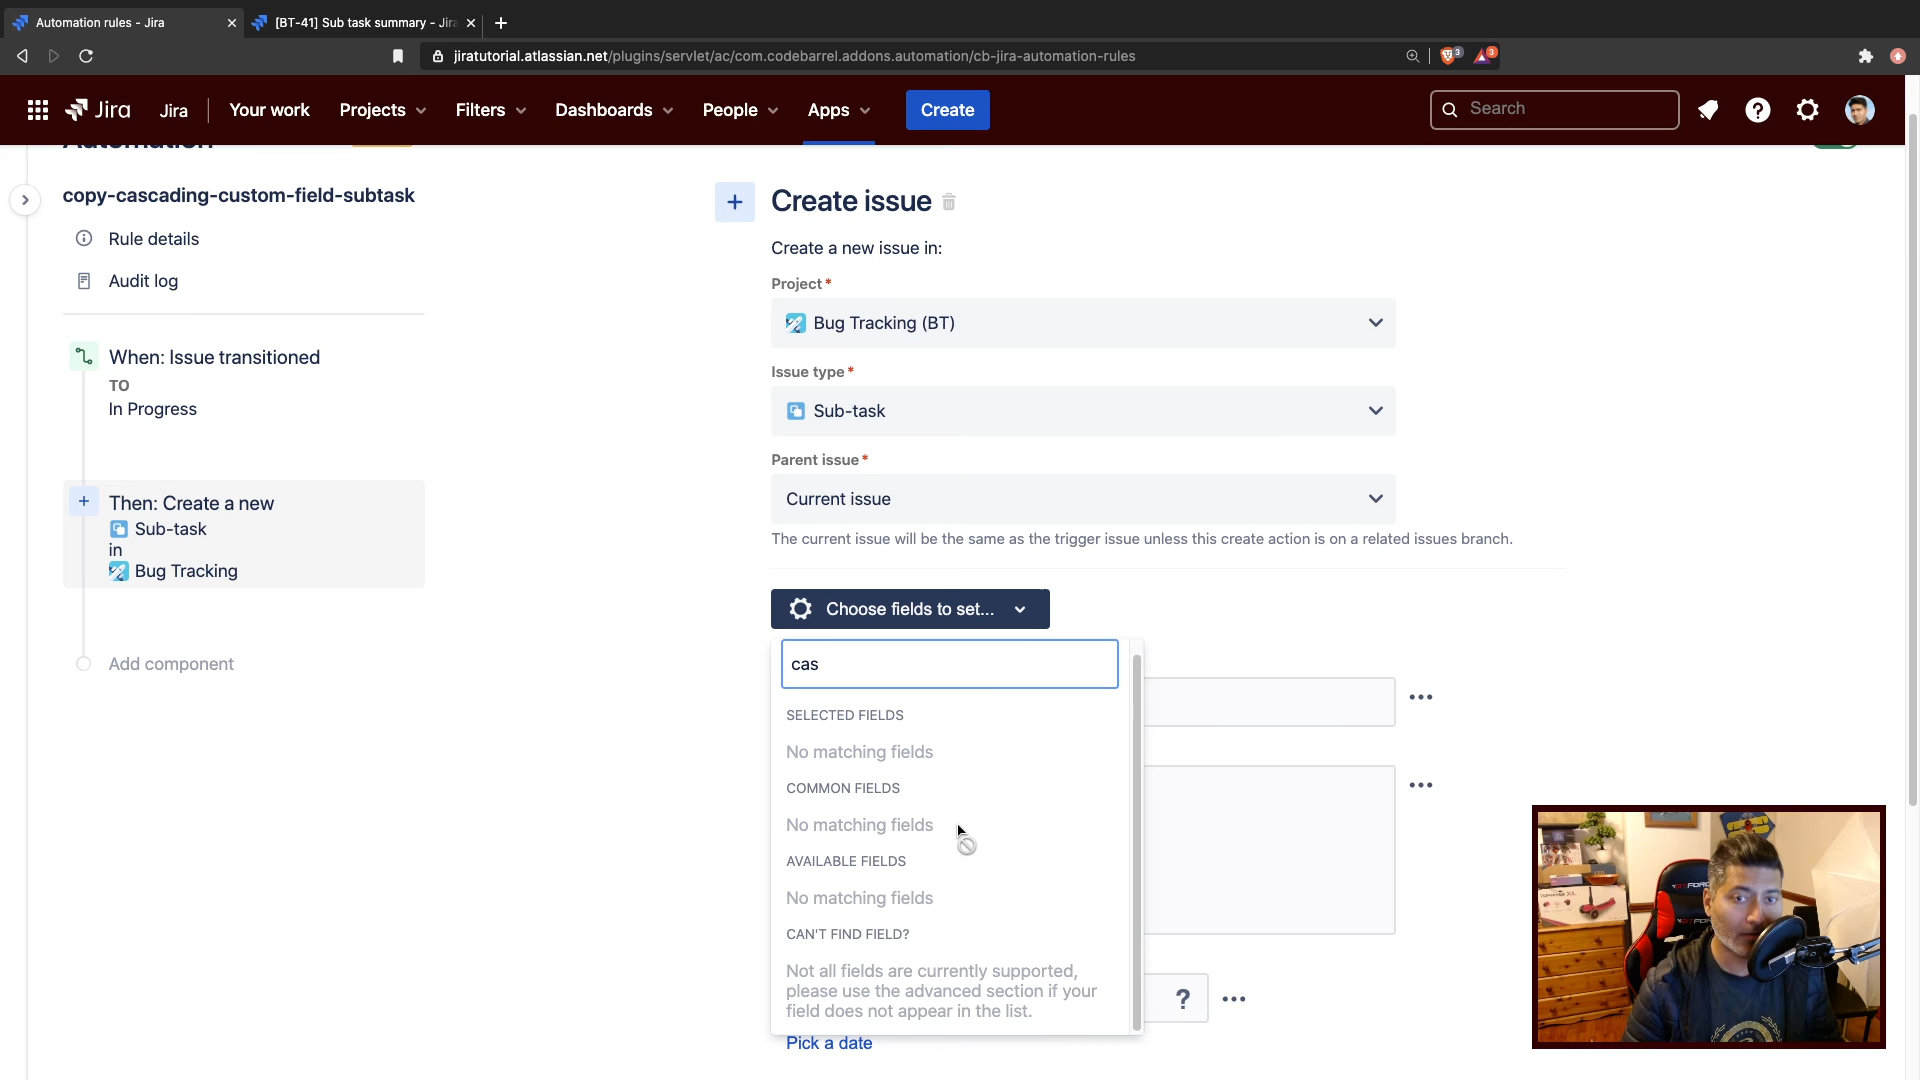 Automation rules - Jira
[BT-41] Sub task summary - Jira
jiratutorial.atlassian.net/plugins/servlet/ac/com.codebarrel.addons.automation/cb-jira-automation-rules
3
3
Jira
Jira
Your work
Projects
Filters
Dashboards
People
Apps
Create
Search
Automation
copy-cascading-custom-field-subtask
Rule details
Audit log
When: Issue transitioned
TO
In Progress
Then: Create a new
Sub-task
in
Bug Tracking
Add component
Create issue
Create a new issue in:
Project*
Bug Tracking (BT)
Issue type*
Sub-task
Parent issue*
Current issue
The current issue will be the same as the trigger issue unless this create action is on a related issues branch.
Choose fields to set...
cas
SELECTED FIELDS
No matching fields
COMMON FIELDS
No matching fields
AVAILABLE FIELDS
No matching fields
CAN'T FIND FIELD?
Not all fields are currently supported,
please use the advanced section if your
field does not appear in the list.
?
Pick a date